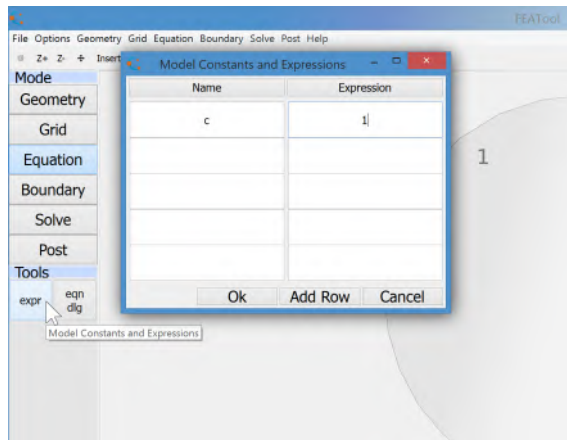 FEATool
File Options Geometry Grid Equation Boundary Solve Post Help
Z+ Z- Insert
Model Constants and Expressions
Mode
Name Expression
Geometry
c 1
Grid
Equation
1
Boundary
Solve
Post
Tools
Ok Add Row Cancel
expr eqn dlg
Model Constants and Expressions